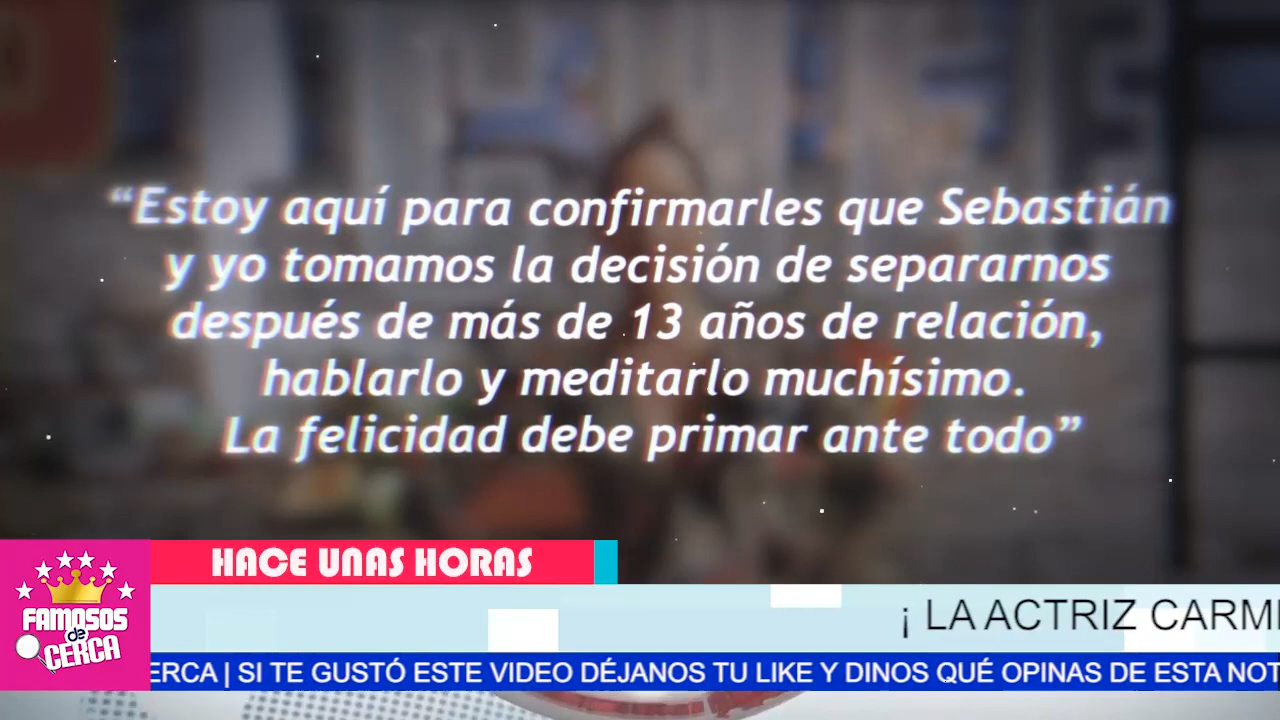 “Estoy aquí para confirmarles que Sebastián
y yo tomamos la decisión de separarnos
después de más de 13 años de relación,
hablarlo y meditarlo muchísimo.
La felicidad debe primar ante todo”
HACE UNAS HORAS
FAMOSOS
de
CERCA
¡ LA ACTRIZ CARM
ERCA | SI TE GUSTÓ ESTE VIDEO DÉJANOS TU LIKE Y DINOS QUÉ OPINAS DE ESTA NOT